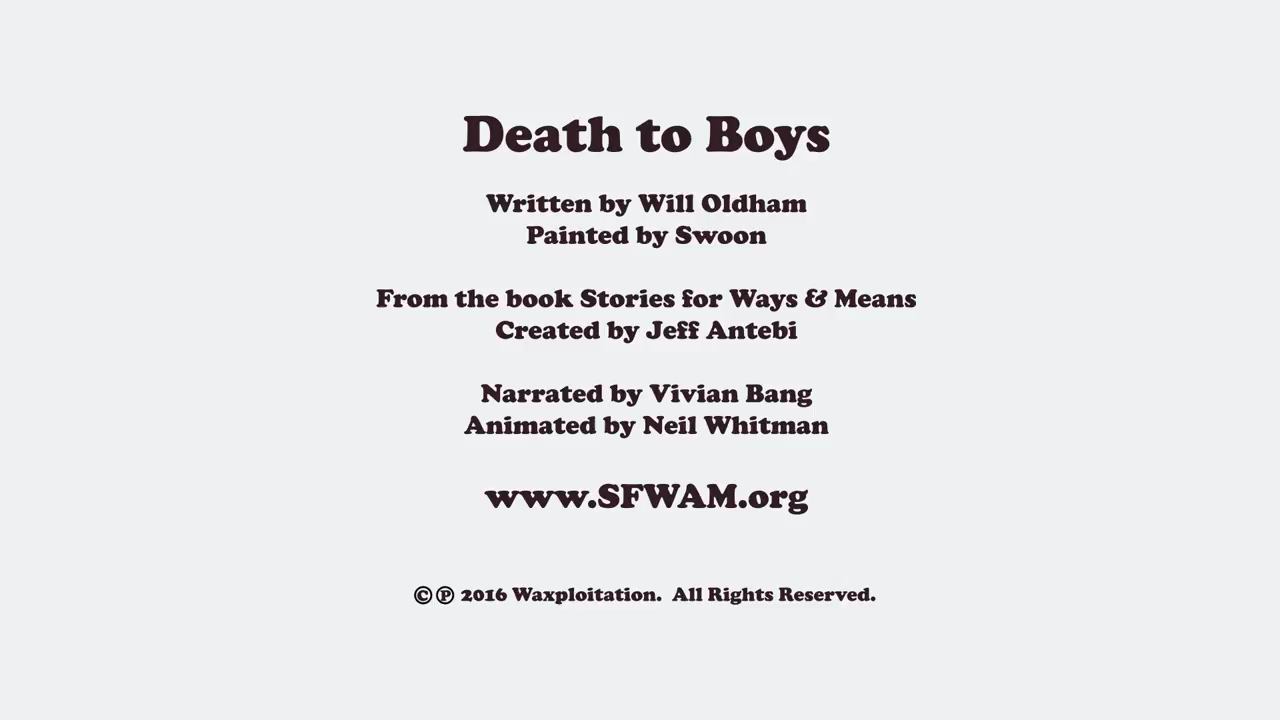 Death to Boys
Written by Will Oldham
Painted by Swoon
From the book Stories for Ways & Means
Created by Jeff Antebi
Narrated by Vivian Bang
Animated by Neil Whitman
www.SFWAM.org
©℗ 2016 Waxploitation. All Rights Reserved.